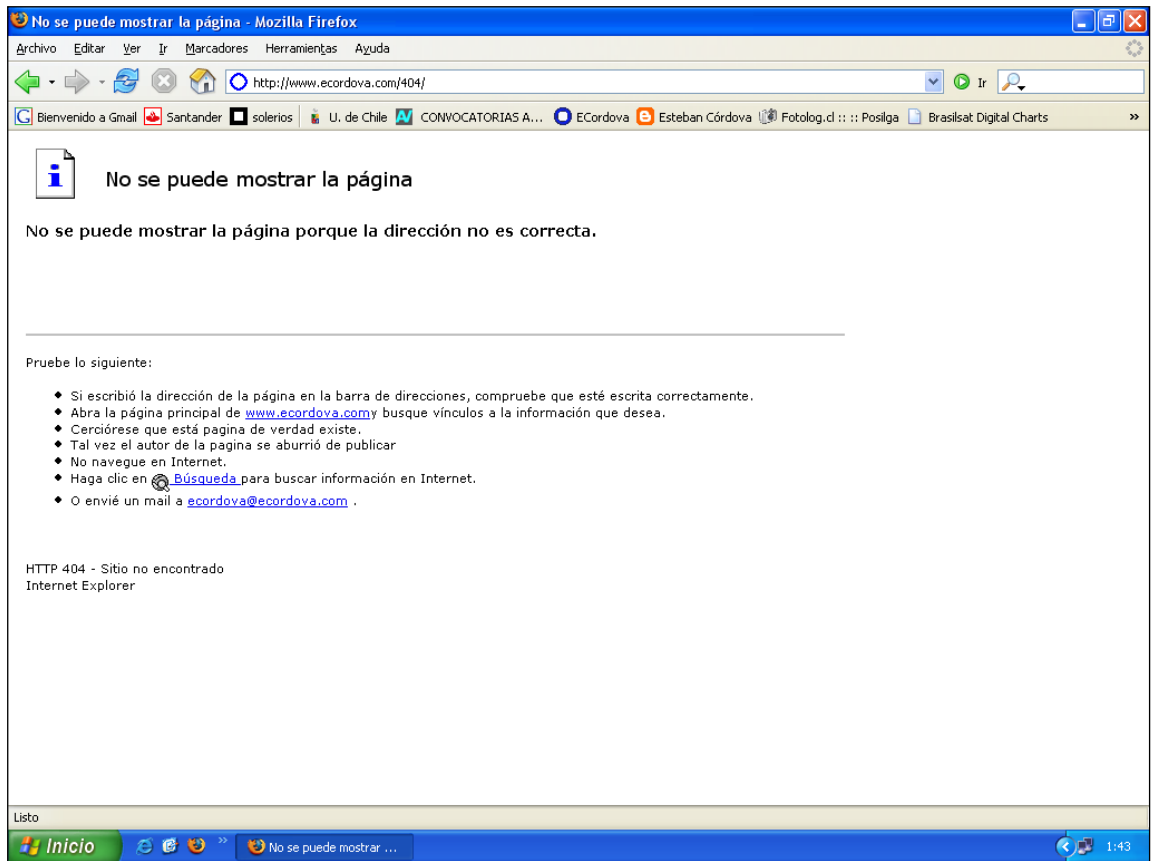 No se puede mostrar la página - Mozilla Firefox
Archivo Editar Ver Ir Marcadores Herramientas Ayuda
http://www.ecordova.com/404/ Ir
Bienvenido a Gmail Santander solerios U. de Chile CONVOCATORIAS A... ECordova Esteban Córdova Fotolog.cl :: :: Posilga Brasilsat Digital Charts »
No se puede mostrar la página
No se puede mostrar la página porque la dirección no es correcta.
Pruebe lo siguiente:
Si escribió la dirección de la página en la barra de direcciones, compruebe que esté escrita correctamente.
Abra la página principal de www.ecordova.comy busque vínculos a la información que desea.
Cerciórese que está pagina de verdad existe.
Tal vez el autor de la pagina se aburrió de publicar
No navegue en Internet.
Haga clic en Búsqueda para buscar información en Internet.
O envié un mail a ecordova@ecordova.com .
HTTP 404 - Sitio no encontrado
Internet Explorer
Listo
Inicio » No se puede mostrar ... 1:43